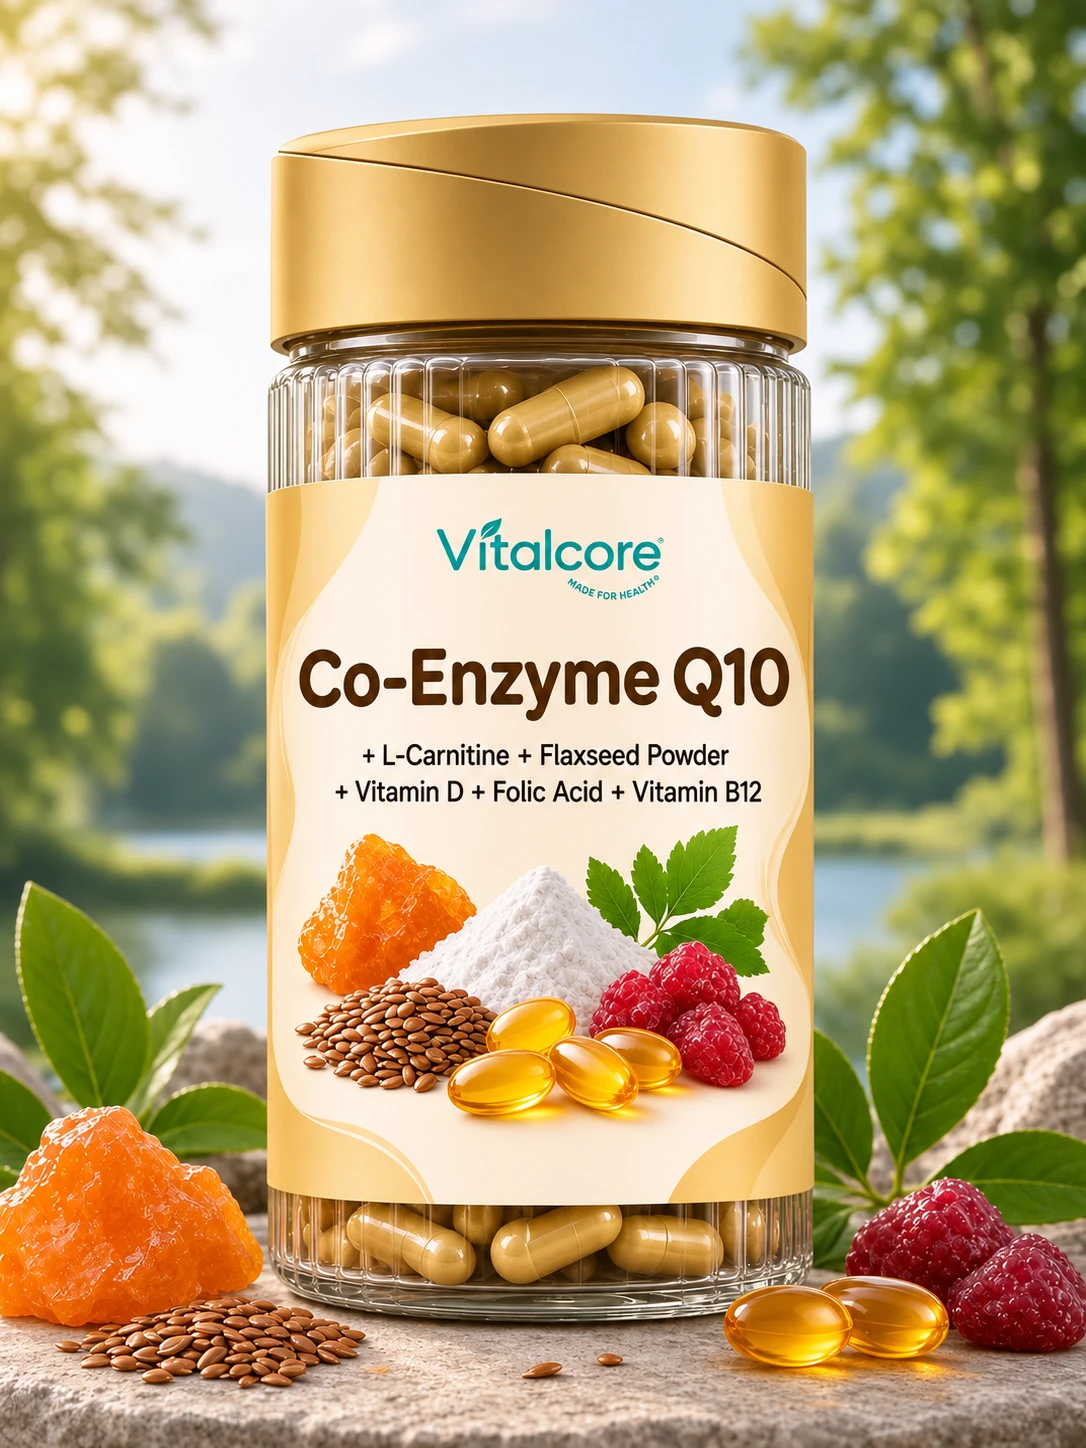 Vitalcore®
MADE FOR HEALTH®
Co-Enzyme Q10
+ L-Carnitine + Flaxseed Powder
+ Vitamin D + Folic Acid + Vitamin B12